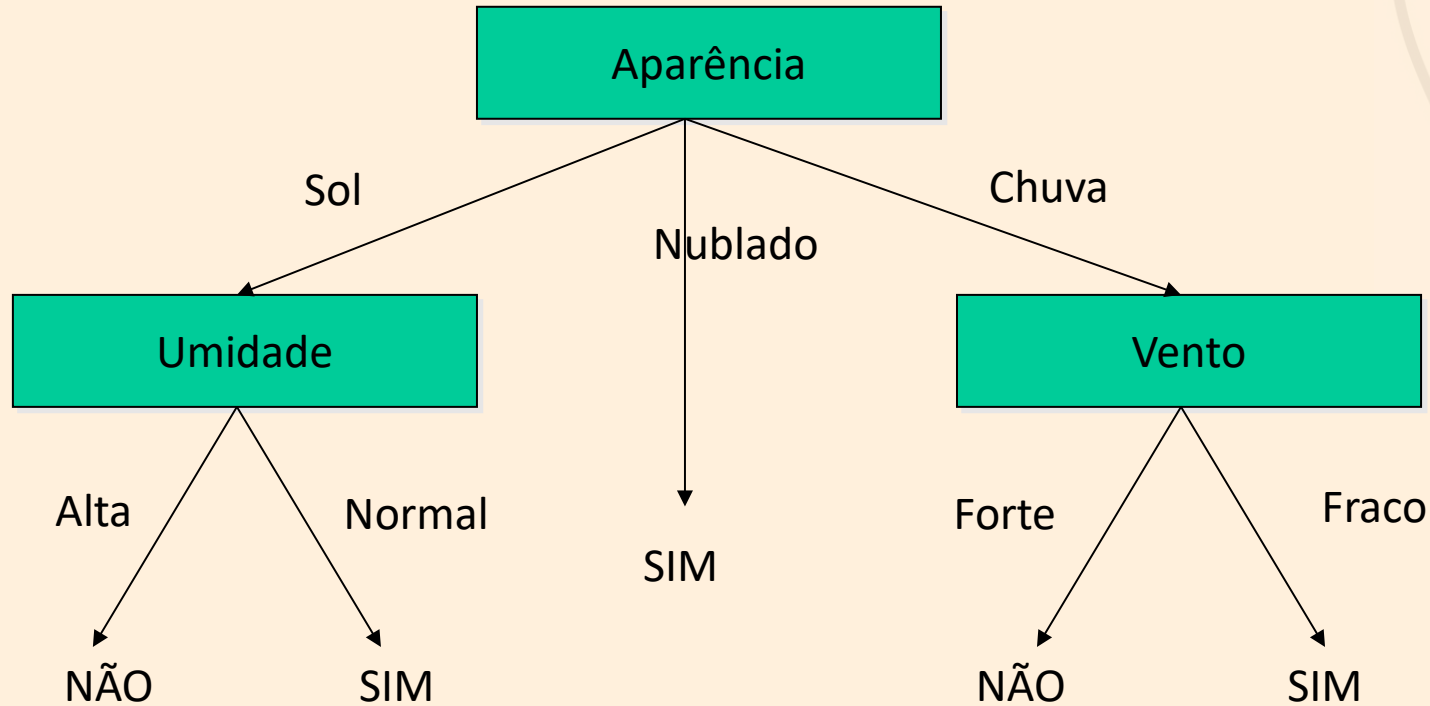 Aparência
Sol
Nublado
Chuva
Umidade
Vento
Alta
Normal
SIM
Forte
Fraco
NÃO
SIM
NÃO
SIM